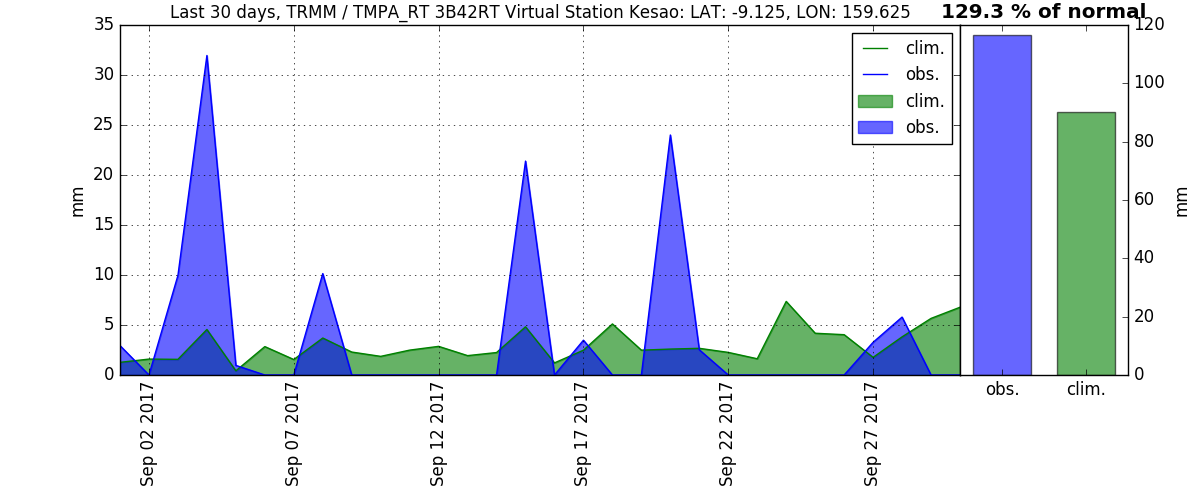 Last 30 days, TRMM / TMPA_RT 3B42RT Virtual Station Kesao: LAT: -9.125, LON: 159.625
129.3 % of normal
35
30
25
20
15
10
5
0
mm
clim.
obs.
clim.
obs.
120
100
80
60
40
20
0
mm
Sep 02 2017
Sep 07 2017
Sep 12 2017
Sep 17 2017
Sep 22 2017
Sep 27 2017
obs.
clim.